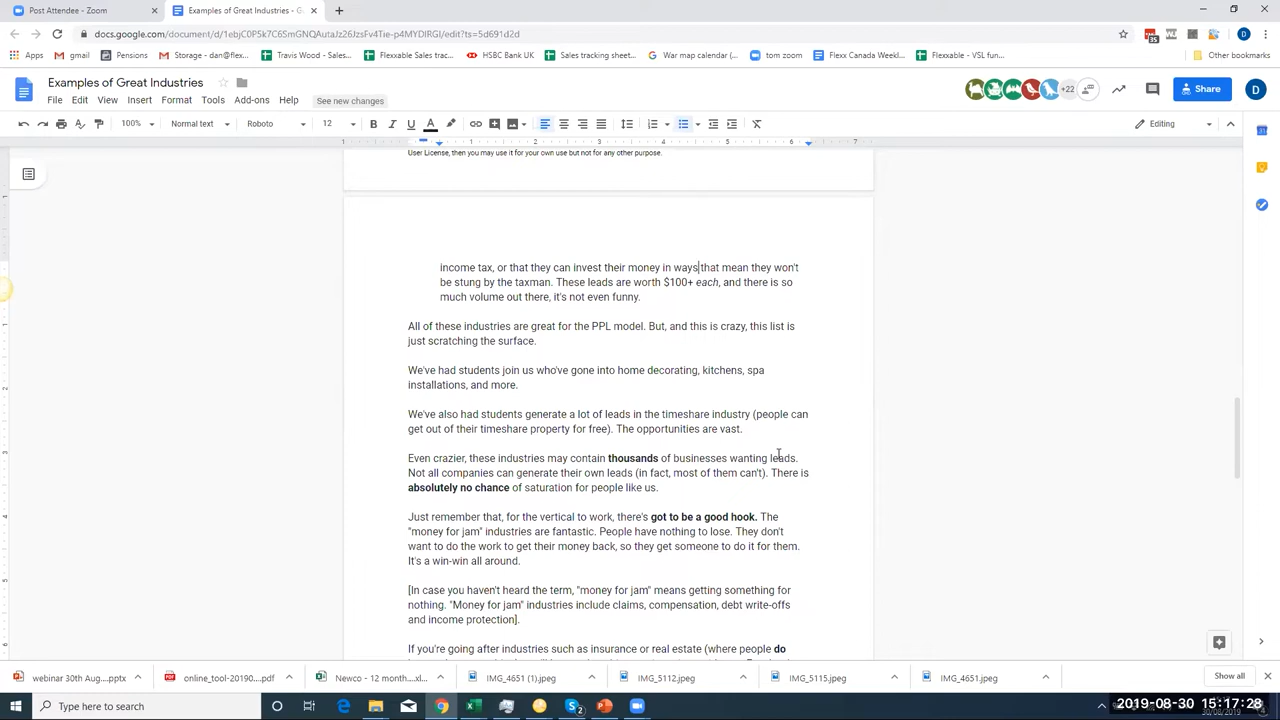 Post Attendee - Zoom
Examples of Great Industries - G
docs.google.com/document/d/1ebjC0P5k7C6SmGNQAutaJz26JzsFv4Tie-p4MYDIRGI/edit?ts=5d691d2d
Apps
gmail
Pensions
Storage - dan@flex...
Travis Wood - Sales...
Flexxable Sales trac...
HSBC Bank UK
Sales tracking sheet...
War map calendar (...
tom zoom
Flexx Canada Weekl...
Flexxable - VSL fun...
Other bookmarks
Examples of Great Industries
+22
Share
D
File Edit View Insert Format Tools Add-ons Help
See new changes
100%
Normal text
Roboto
12
Editing
User License, then you may use it for your own use but not for any other purpose.
income tax, or that they can invest their money in ways that mean they won't
be stung by the taxman. These leads are worth $100+ each, and there is so
much volume out there, it's not even funny.
All of these industries are great for the PPL model. But, and this is crazy, this list is
just scratching the surface.
We've had students join us who've gone into home decorating, kitchens, spa
installations, and more.
We've also had students generate a lot of leads in the timeshare industry (people can
get out of their timeshare property for free). The opportunities are vast.
Even crazier, these industries may contain thousands of businesses wanting leads.
Not all companies can generate their own leads (in fact, most of them can't). There is
absolutely no chance of saturation for people like us.
Just remember that, for the vertical to work, there's got to be a good hook. The
"money for jam" industries are fantastic. People have nothing to lose. They don't
want to do the work to get their money back, so they get someone to do it for them.
It's a win-win all around.
[In case you haven't heard the term, "money for jam" means getting something for
nothing. "Money for jam" industries include claims, compensation, debt write-offs
and income protection].
If you're going after industries such as insurance or real estate (where people do
webinar 30th Aug....pptx
online_tool-20190...pdf
Newco - 12 month....xl...
IMG_4651 (1).jpeg
IMG_5112.jpeg
IMG_5115.jpeg
IMG_4651.jpeg
Show all
Type here to search
2019-08-30 15:17:28